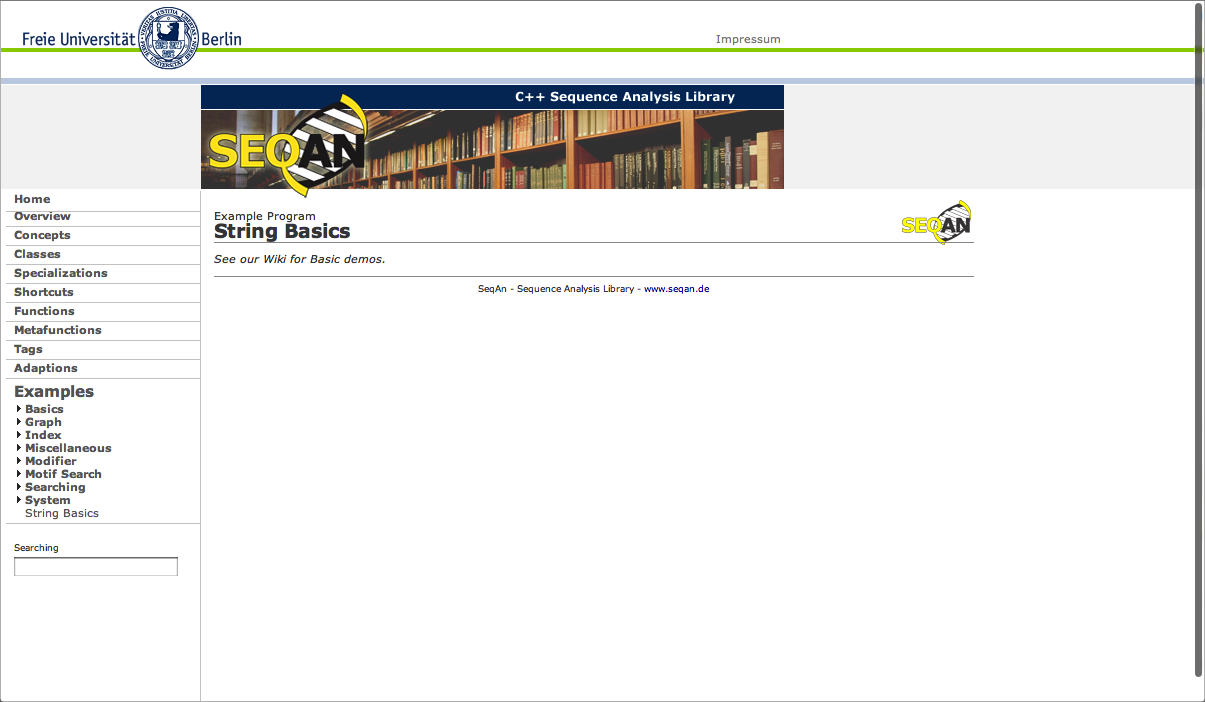 Freie Universität Berlin
Impressum
C++ Sequence Analysis Library
SEQAN
Home
Overview
Concepts
Classes
Specializations
Shortcuts
Functions
Metafunctions
Tags
Adaptions
Examples
Basics
Graph
Index
Miscellaneous
Modifier
Motif Search
Searching
System
String Basics
Searching
Example Program
String Basics
SEQAN
See our Wiki for Basic demos.
SeqAn - Sequence Analysis Library - www.seqan.de